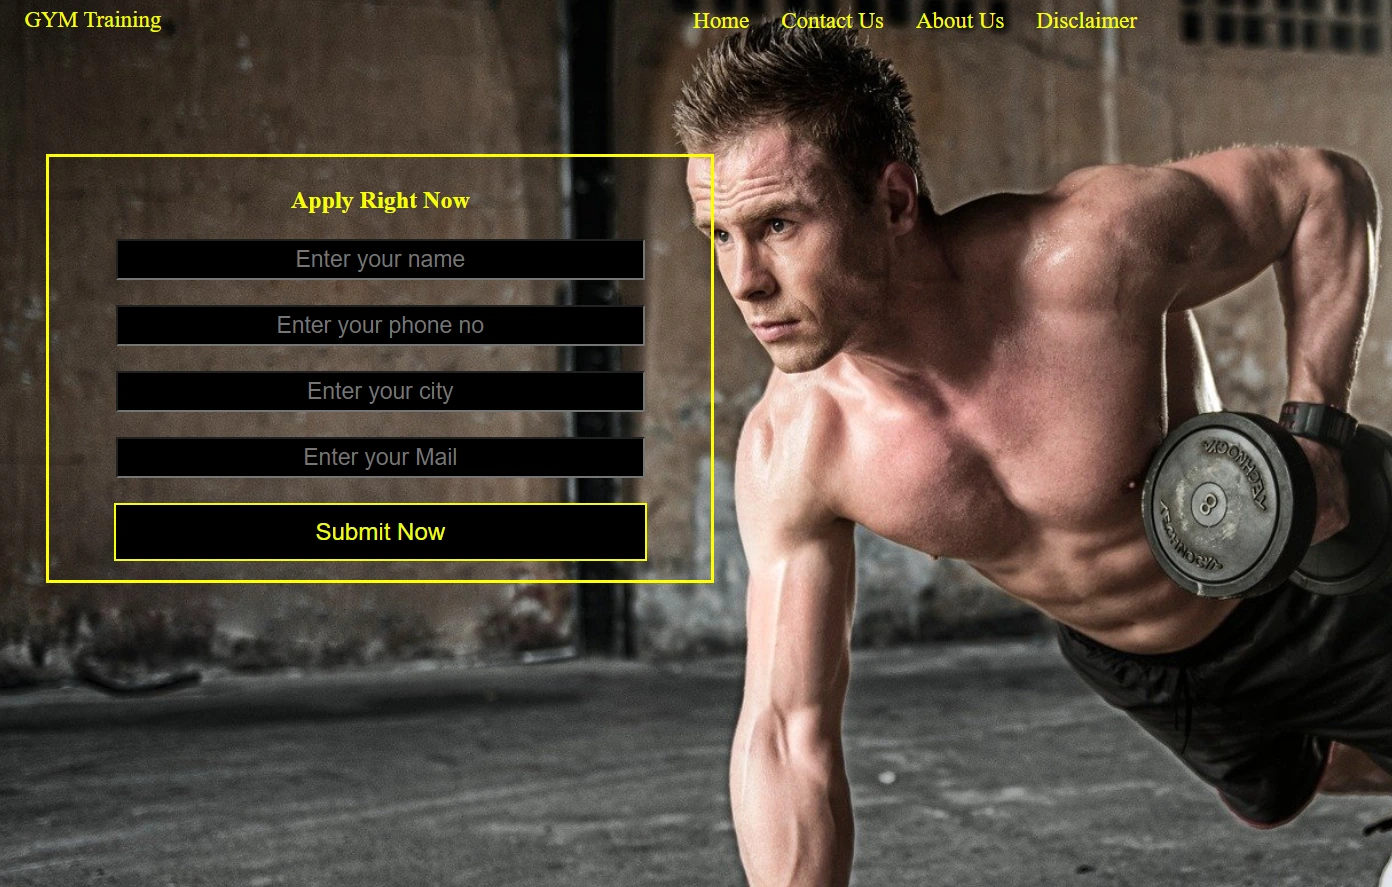 GYM Training
Home Contact Us About Us Disclaimer
Apply Right Now
Enter your name
Enter your phone no
Enter your city
Enter your Mail
Submit Now
TECHNOGYM
8
TECHNOGYM